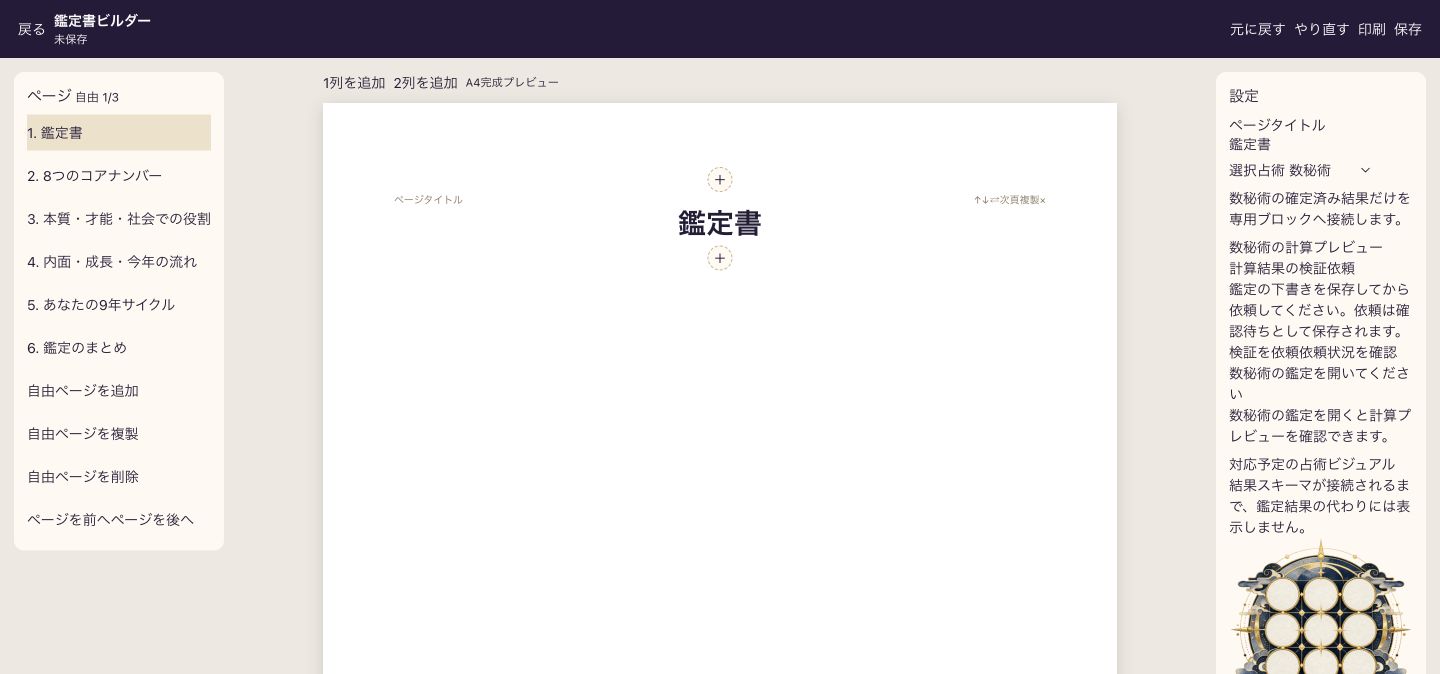 戻る
鑑定書ビルダー
未保存
元に戻す やり直す 印刷 保存
ページ 自由 1/3
1. 鑑定書
2. 8つのコアナンバー
3. 本質・才能・社会での役割
4. 内面・成長・今年の流れ
5. あなたの9年サイクル
6. 鑑定のまとめ
自由ページを追加
自由ページを複製
自由ページを削除
ページを前へページを後へ
1列を追加 2列を追加 A4完成プレビュー
+
ページタイトル
↑↓⇄次頁複製×
鑑定書
+
設定
ページタイトル
鑑定書
選択占術 数秘術
数秘術の確定済み結果だけを
専用ブロックへ接続します。
数秘術の計算プレビュー
計算結果の検証依頼
鑑定の下書きを保存してから
依頼してください。依頼は確
認待ちとして保存されます。
検証を依頼依頼状況を確認
数秘術の鑑定を開いてくださ
い
数秘術の鑑定を開くと計算プ
レビューを確認できます。
対応予定の占術ビジュアル
結果スキーマが接続されるま
で、鑑定結果の代わりには表
示しません。